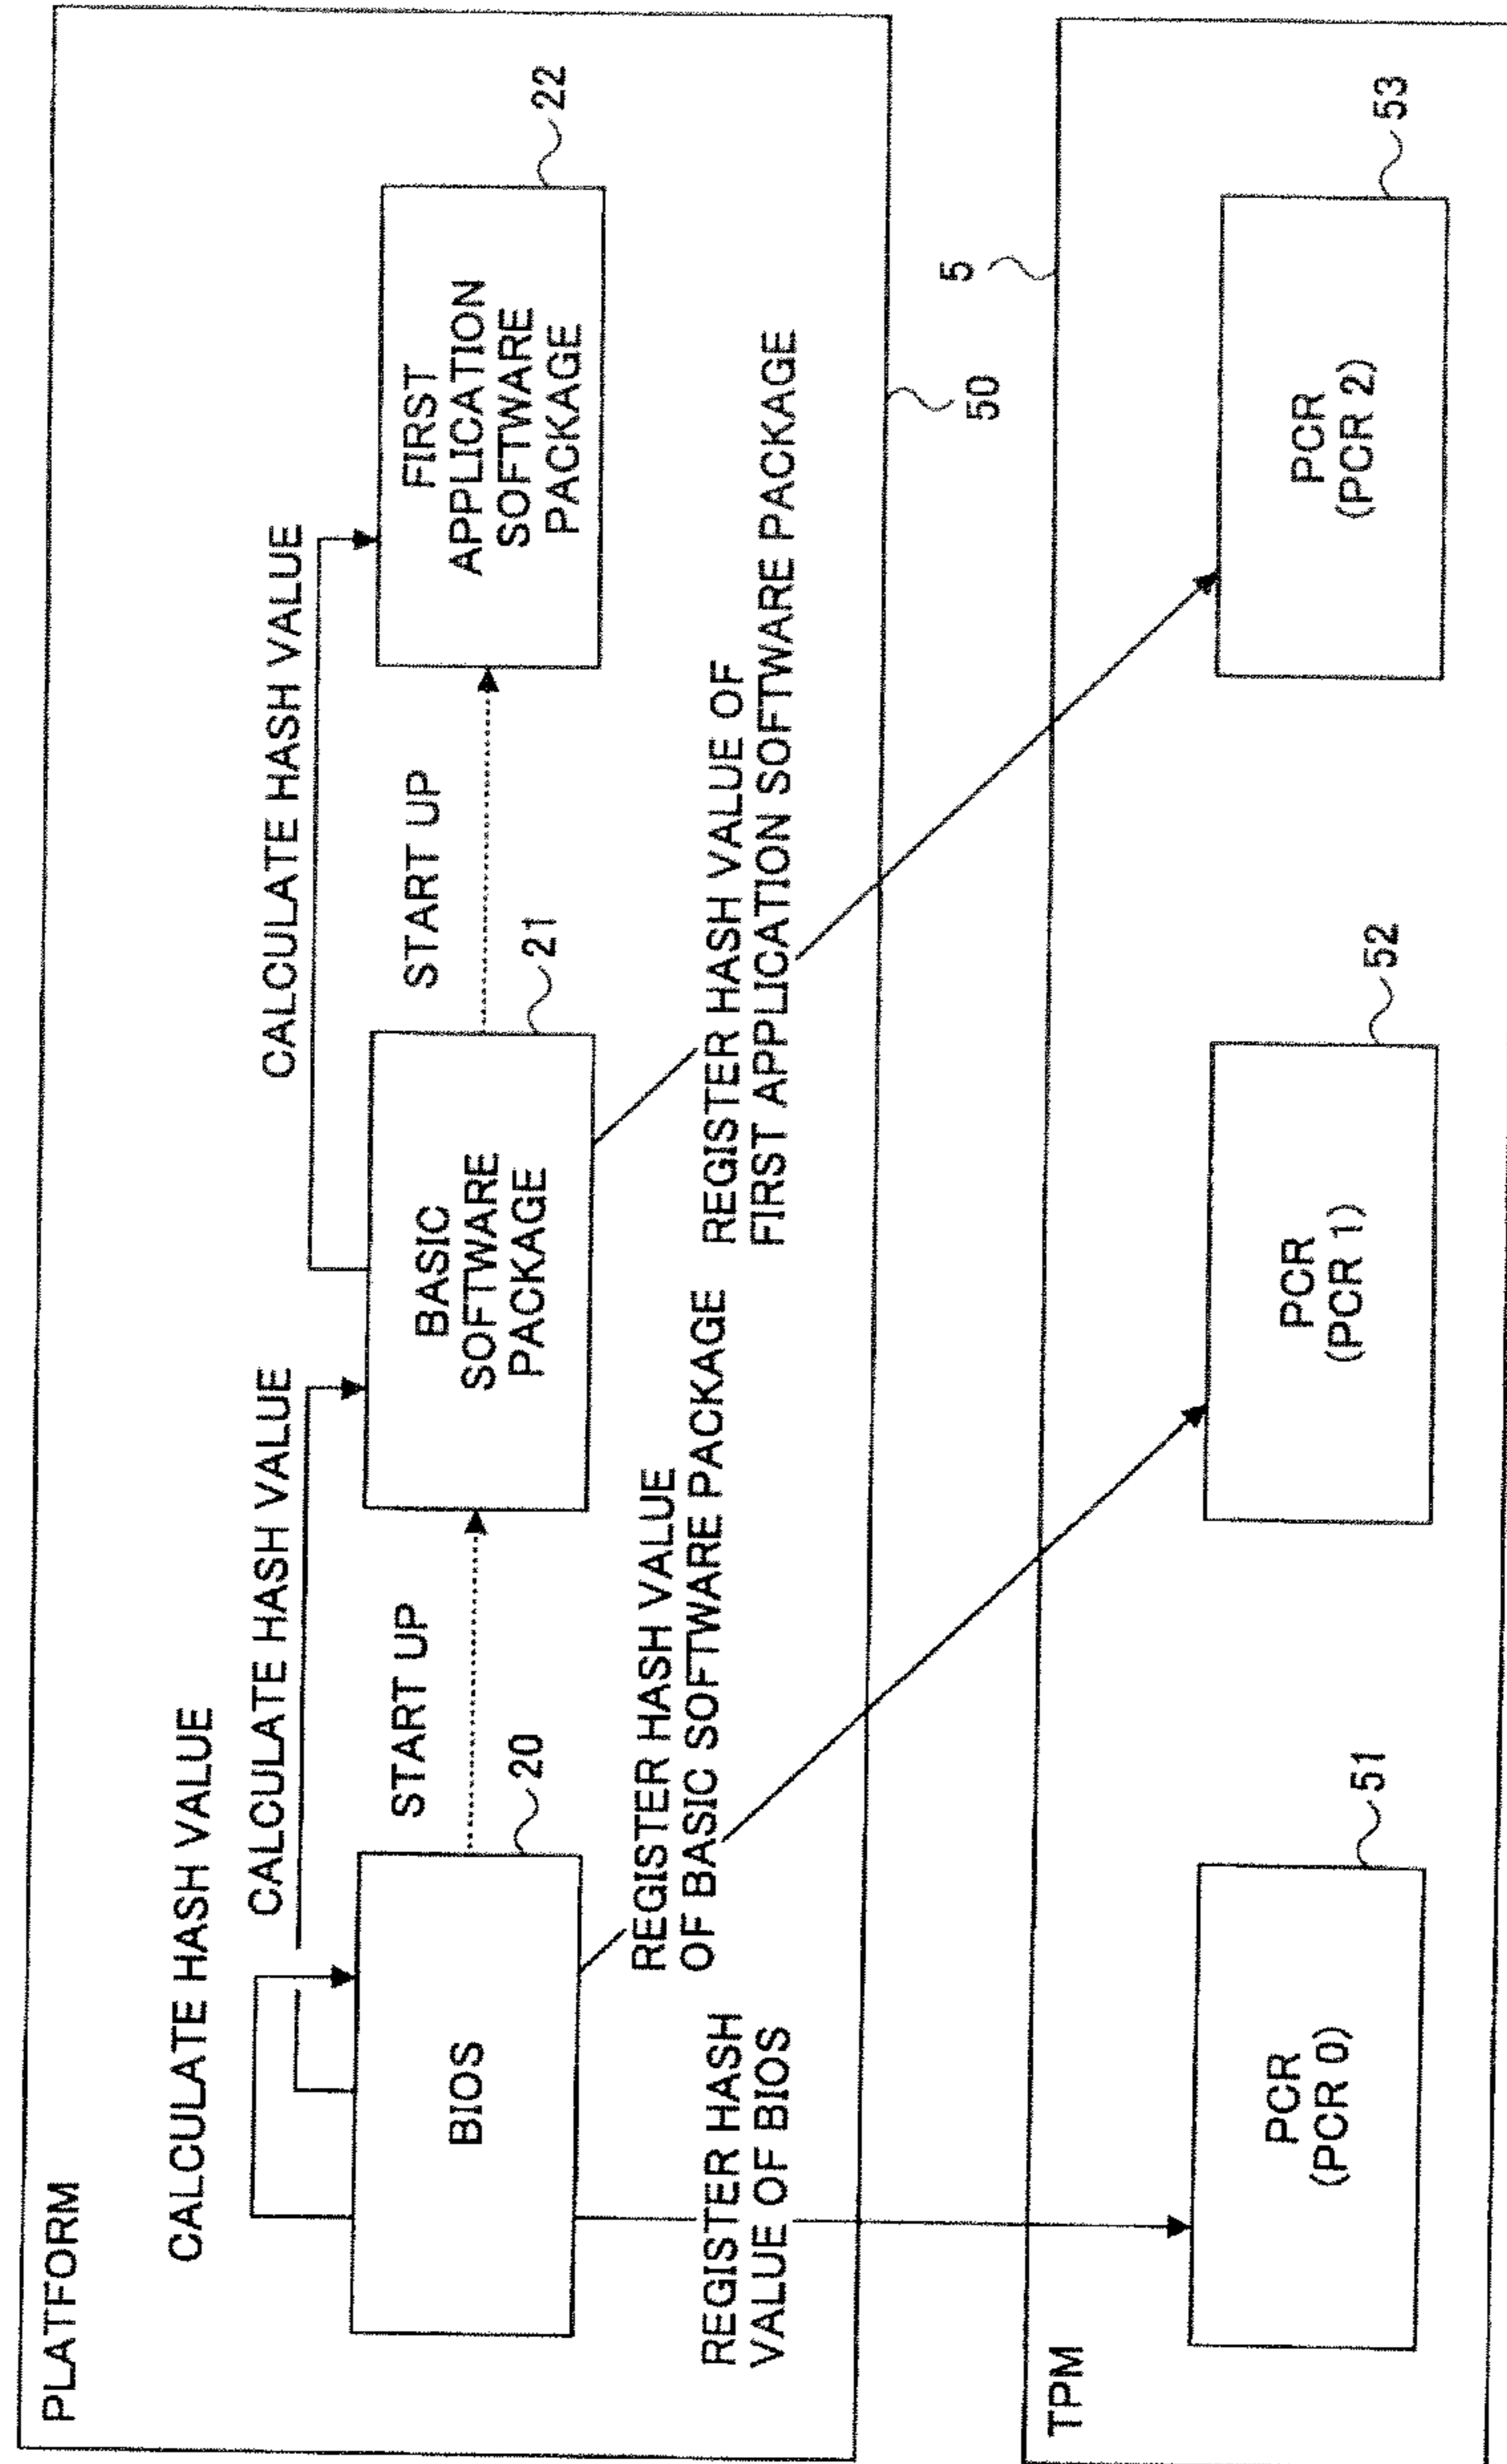 PLATFORM
CALCULATE HASH VALUE
CALCULATE HASH VALUE
CALCULATE HASH VALUE
START UP
START UP
20
21
22
BIOS
BASIC
SOFTWARE
PACKAGE
FIRST
APPLICATION
SOFTWARE
PACKAGE
REGISTER HASH
VALUE OF BIOS
REGISTER HASH VALUE
OF BASIC SOFTWARE PACKAGE
REGISTER HASH VALUE OF
FIRST APPLICATION SOFTWARE PACKAGE
50
5
TPM
51
52
53
PCR
(PCR 0)
PCR
(PCR 1)
PCR
(PCR 2)